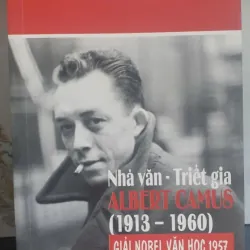 Nhà văn - Triết gia
ALBERT CAMUS
(1913 – 1960)
GIẢI NOBEL VĂN HỌC 1957